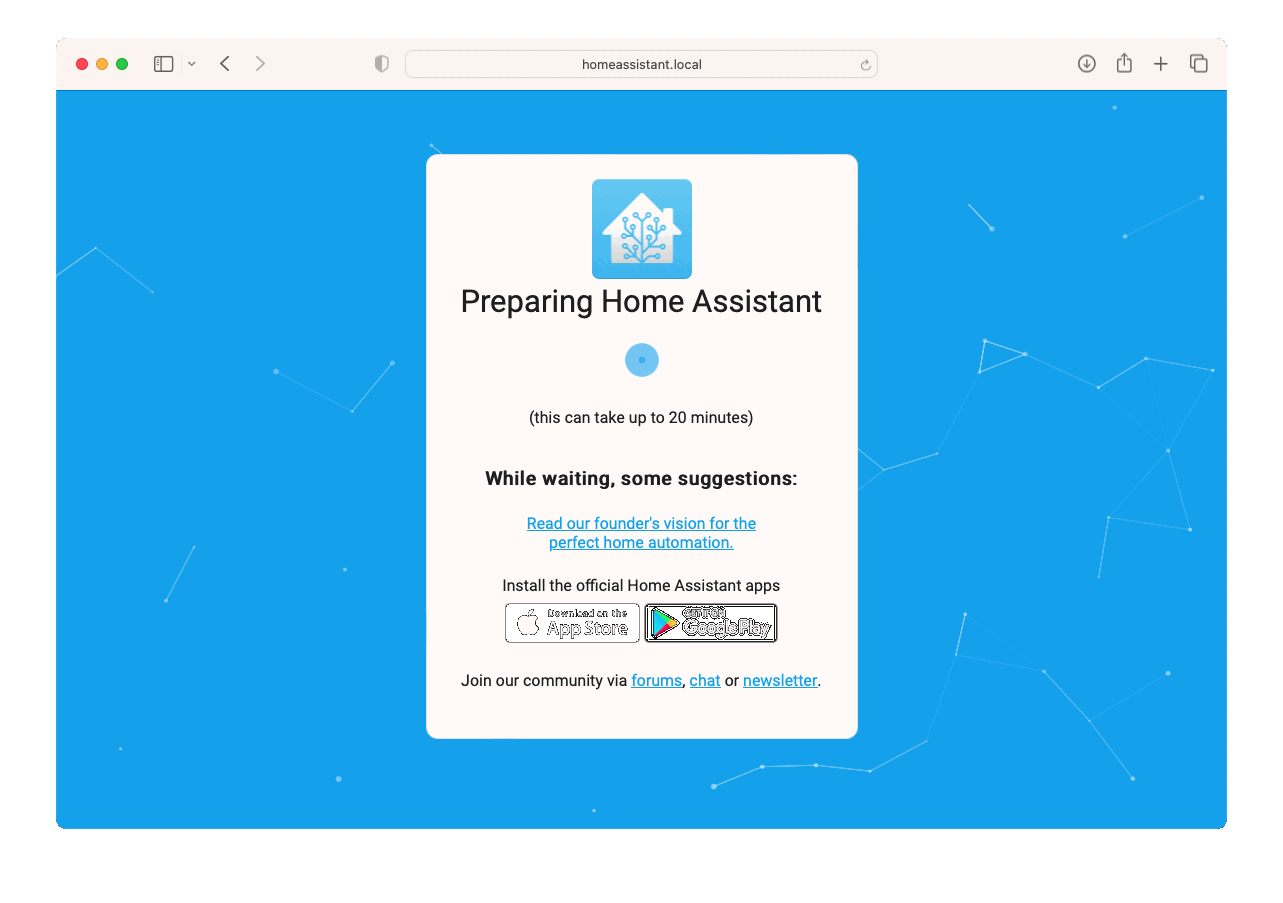 homeassistant.local
Preparing Home Assistant
(this can take up to 20 minutes)
While waiting, some suggestions:
Read our founder's vision for the
perfect home automation.
Install the official Home Assistant apps
Download on the
App Store
GET IT ON
Google Play
Join our community via forums, chat or newsletter.